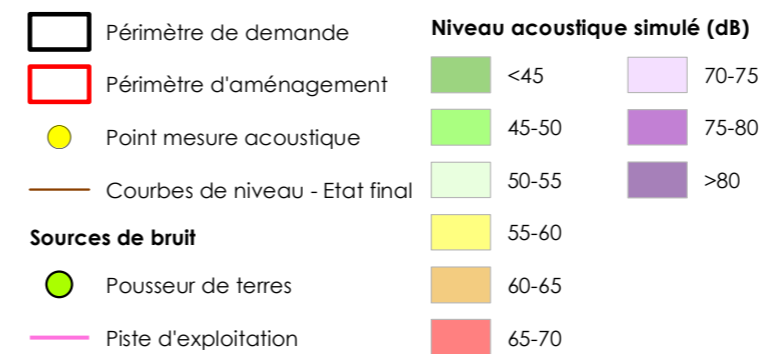 Périmètre de demande
Périmètre d'aménagement
Point mesure acoustique
Courbes de niveau - Etat final
Sources de bruit
Pousseur de terres
Piste d'exploitation
Niveau acoustique simulé (dB)
<45
45-50
50-55
55-60
60-65
65-70
70-75
75-80
>80